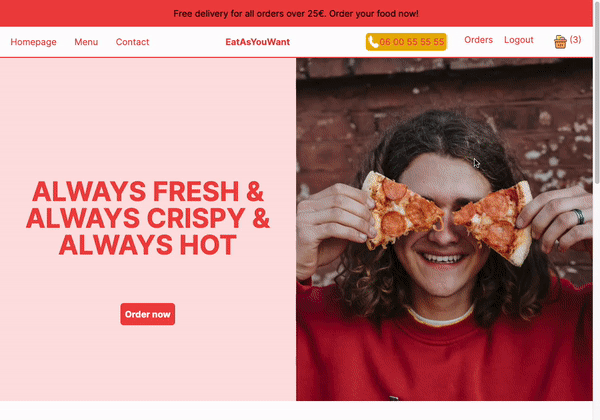 Free delivery for all orders over 25€. Order your food now!
Homepage Menu Contact EatAsYouWant 06 00 55 55 55 Orders Logout (3)
ALWAYS FRESH &
ALWAYS CRISPY &
ALWAYS HOT
Order now